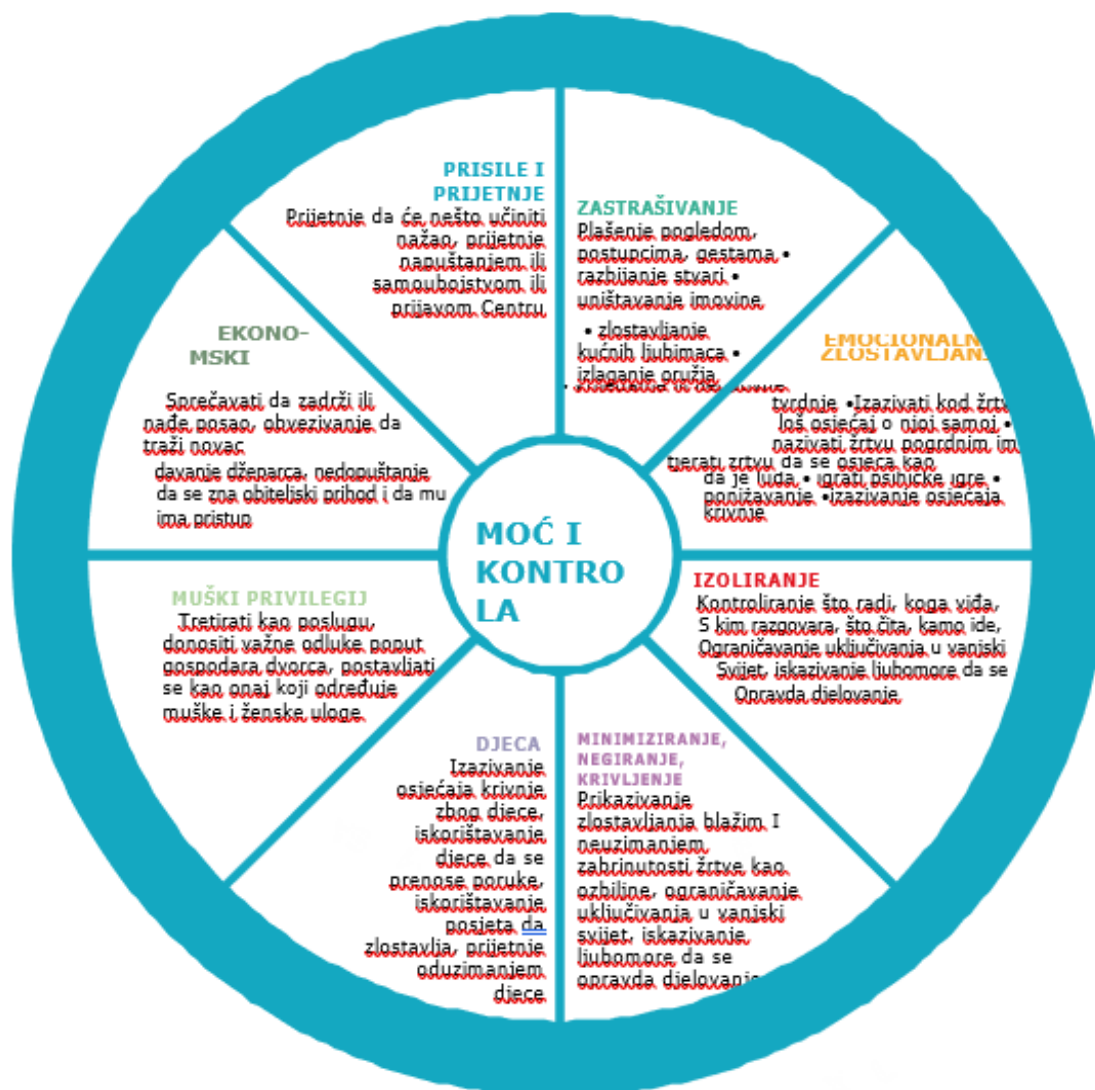 PRISILE I
PRIJETNJE
Prijetnje da će nešto učiniti
nažao, prijetnje
napuštanjem ili
samoubojstvom ili
prijavom Centru
ZASTRAŠIVANJE
Plašenje pogledom,
postupcima, gestama •
razbijanje stvari •
uništavanje imovine
• zlostavljanje
kućnih ljubimaca •
izlaganje oružja
EMOCIONALN
ZLOSTAVLJAN
tvrdnje •Izazivati kod žrtv
loš osjećaj o njoj samoj •
nazivati žrtvu pogrdnim im
tjerati žrtvu da se osjeća kao
da je luda • igrati psihičke igre •
ponižavanje •izazivanje osjećaja
krivnje
IZOLIRANJE
Kontroliranje što radi, koga viđa,
S kim razgovara, što čita, kamo ide,
Ograničavanje uključivanja u vanjski
Svijet, iskazivanje ljubomore da se
Opravda djelovanje
MINIMIZIRANJE,
NEGIRANJE,
KRIVLJENJE
Prikazivanje
zlostavljanja blažim I
neuzimanjem
zabrinutosti žrtve kao
ozbiljne, ograničavanje
uključivanja u vanjski
svijet, iskazivanje
ljubomore da se
opravda djelovanje
DJECA
Izazivanje
osjećaja krivnje
zbog djece,
iskorištavanje
djece da se
prenose poruke,
iskorištavanje
posjeta da
zlostavlja, prijetnje
oduzimanjem
djece
MUŠKI PRIVILEGIJ
Tretirati kao poslugu,
donositi važne odluke poput
gospodara dvorca, postavljati
se kao onaj koji određuje
muške i ženske uloge
EKONO-
MSKI
Sprečavati da zadrži ili
nađe posao, obvezivanje da
traži novac
davanje džeparca, nedopuštanje
da se zna obiteljski prihod i da mu
ima pristup
MOĆ I
KONTRO
LA